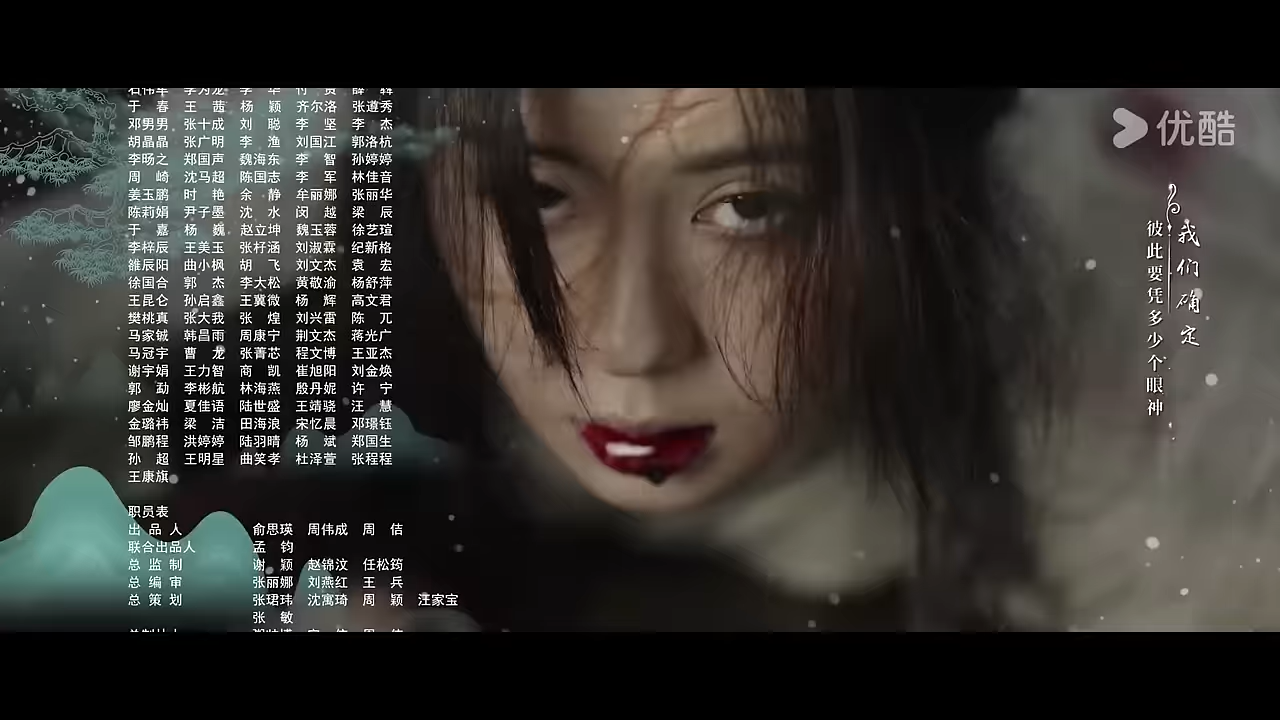 于 春 王 茜 杨 颖 齐尔洛 张遵秀
邓男男 张十成 刘 聪 李 坚 李 杰
胡晶晶 张广明 李 渔 刘国江 郭洛杭
李旸之 郑国声 魏海东 李 智 孙婷婷
周 崎 沈马超 陈国志 李 军 林佳音
姜玉鹏 时 艳 余 静 牟丽娜 张丽华
陈莉娟 尹子墨 沈 水 闵 越 梁 辰
于 嘉 杨 巍 赵立坤 魏玉蓉 徐艺瑄
李梓辰 王美玉 张籽涵 刘淑霖 纪新格
雒辰阳 曲小枫 胡 飞 刘文杰 袁 宏
徐国合 郭 杰 李大松 黄敬渝 杨舒萍
王昆仑 孙启鑫 王冀微 杨 辉 高文君
樊桃真 张大我 张 煌 刘兴雷 陈 兀
马家铖 韩昌雨 周康宁 荆文杰 蒋光广
马冠宇 曹 龙 张菁芯 程文博 王亚杰
谢宇娟 王力智 商 凯 崔旭阳 刘金焕
郭 勐 李彬航 林海燕 殷丹妮 许 宁
廖金灿 夏佳语 陆世盛 王靖骁 汪 慧
金璐祎 梁 洁 田海浪 宋忆晨 邓璟钰
邹鹏程 洪婷婷 陆羽晴 杨 斌 郑国生
孙 超 王明星 曲笑孝 杜泽萱 张程程
王康旗
职员表
出 品 人 俞思瑛 周伟成 周 佶
联合出品人 孟 钧
总 监 制 谢 颖 赵锦汶 任松筠
总 编 审 张丽娜 刘燕红 王 兵
总 策 划 张珺玮 沈寓琦 周 颖 汪家宝
张 敏
优酷
我们确定
彼此要凭多少个眼神